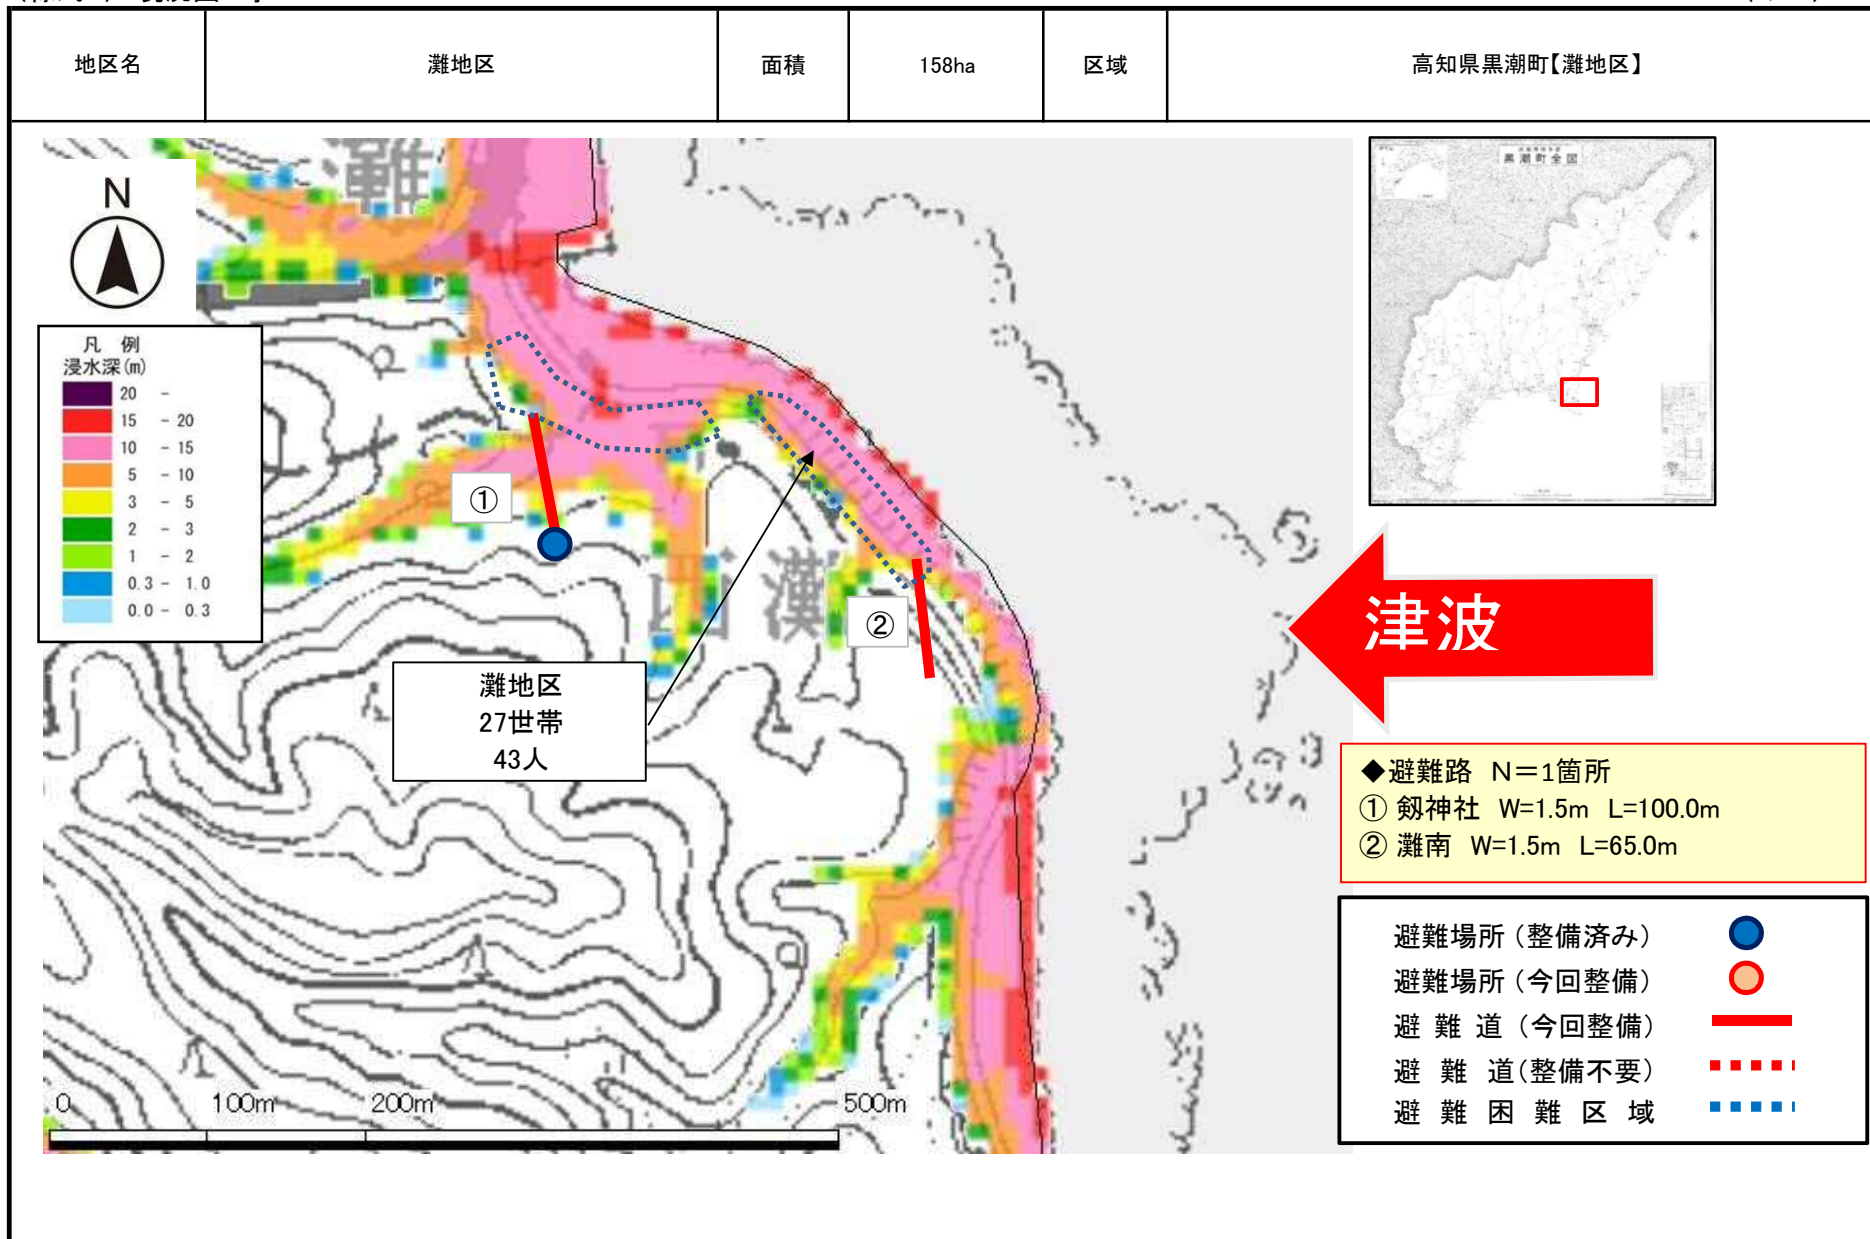 地区名 灘地区 面積 158ha 区域 高知県黒潮町【灘地区】
灘
N
凡 例
浸水深(m)
20 -
15 - 20
10 - 15
5 - 10
3 - 5
2 - 3
1 - 2
0.3 - 1.0
0.0 - 0.3
①
②
灘地区
27世帯
43人
黒潮町全図
津波
◆避難路 N＝1箇所
① 剱神社 W=1.5m L=100.0m
② 灘南 W=1.5m L=65.0m
避難場所（整備済み）
避難場所（今回整備）
避 難 道（今回整備）
避 難 道(整備不要)
避 難 困 難 区 域
0 100m 200m 500m